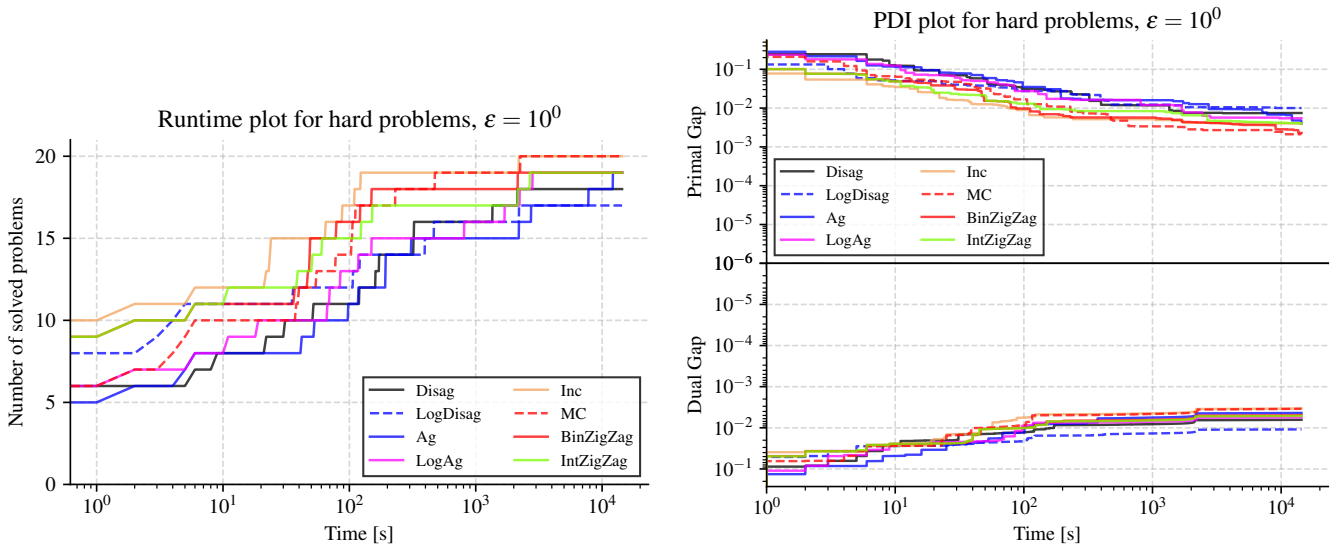 Runtime plot for hard problems, ε = 10⁰
Number of solved problems
20
15
10
5
0
Disag
LogDisag
Ag
LogAg
Inc
MC
BinZigZag
IntZigZag
10⁰
10¹
10²
10³
10⁴
Time [s]
PDI plot for hard problems, ε = 10⁰
Primal Gap
10⁻¹
10⁻²
10⁻³
10⁻⁴
10⁻⁵
10⁻⁶
Disag
LogDisag
Ag
LogAg
Inc
MC
BinZigZag
IntZigZag
Dual Gap
10⁻⁵
10⁻⁴
10⁻³
10⁻²
10⁻¹
10⁰
10¹
10²
10³
10⁴
Time [s]